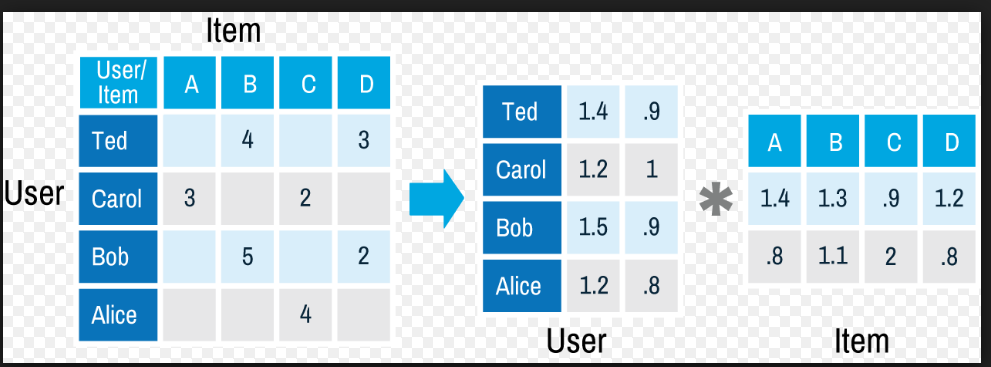 Item
User/
Item A B C D
Ted 4 3
User Carol 3 2
Bob 5 2
Alice 4
Ted 1.4 .9
Carol 1.2 1
Bob 1.5 .9
Alice 1.2 .8
User
*
A B C D
1.4 1.3 .9 1.2
.8 1.1 2 .8
Item